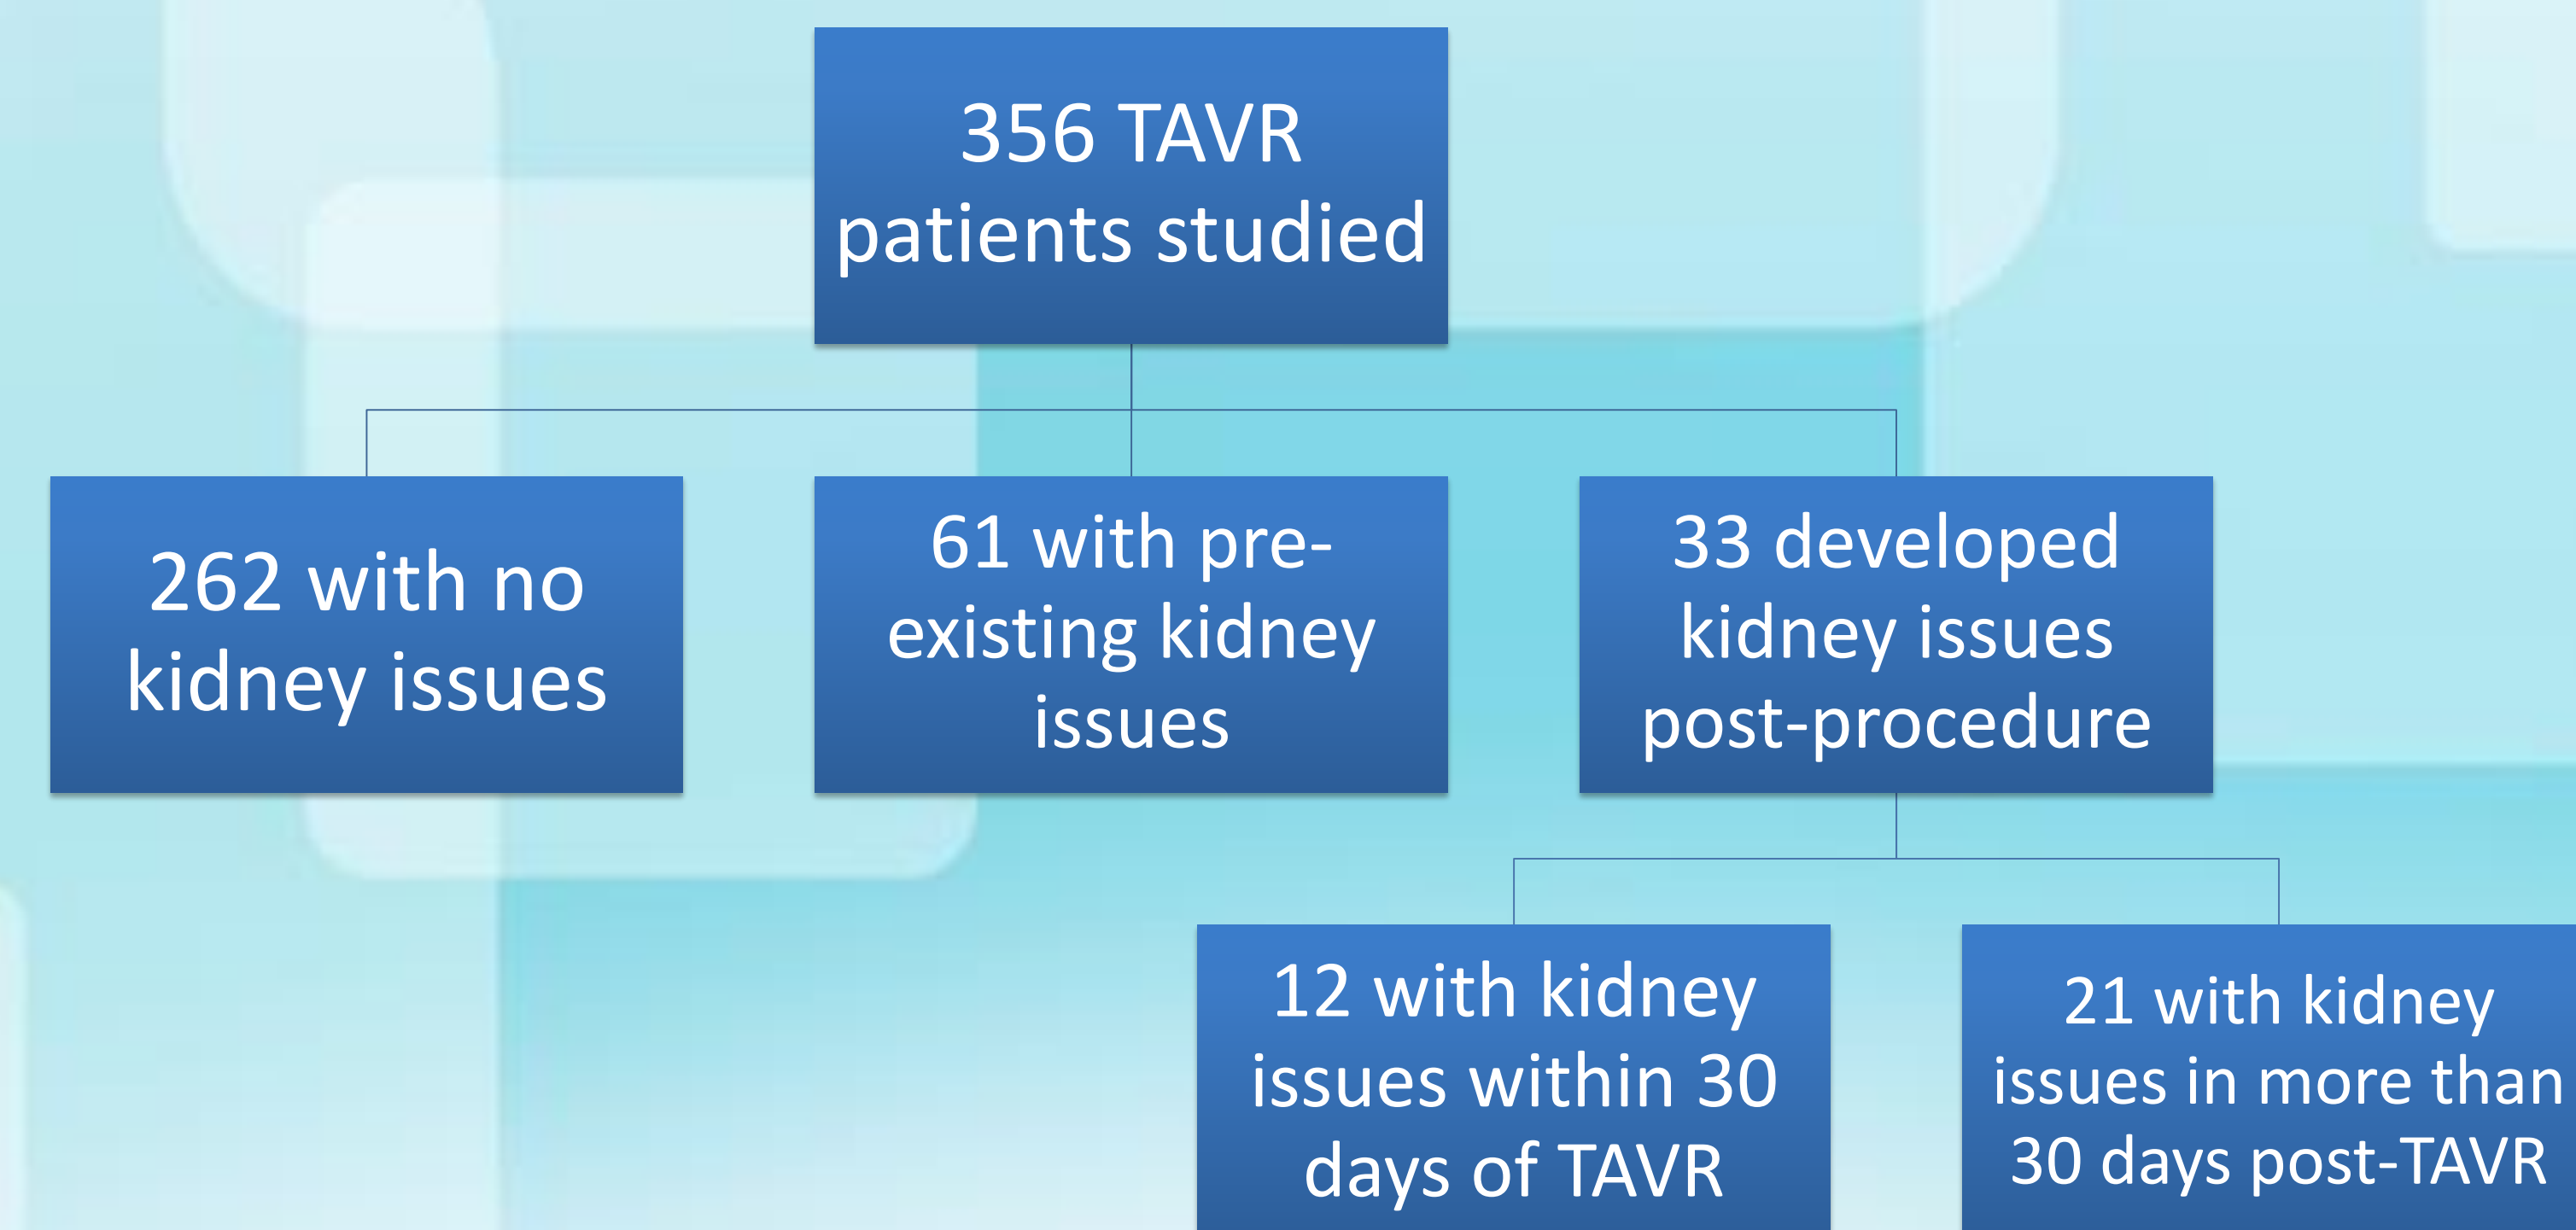 356 TAVR
patients studied
262 with no
kidney issues
61 with pre-
existing kidney
issues
33 developed
kidney issues
post-procedure
12 with kidney
issues within 30
days of TAVR
21 with kidney
issues in more than
30 days post-TAVR